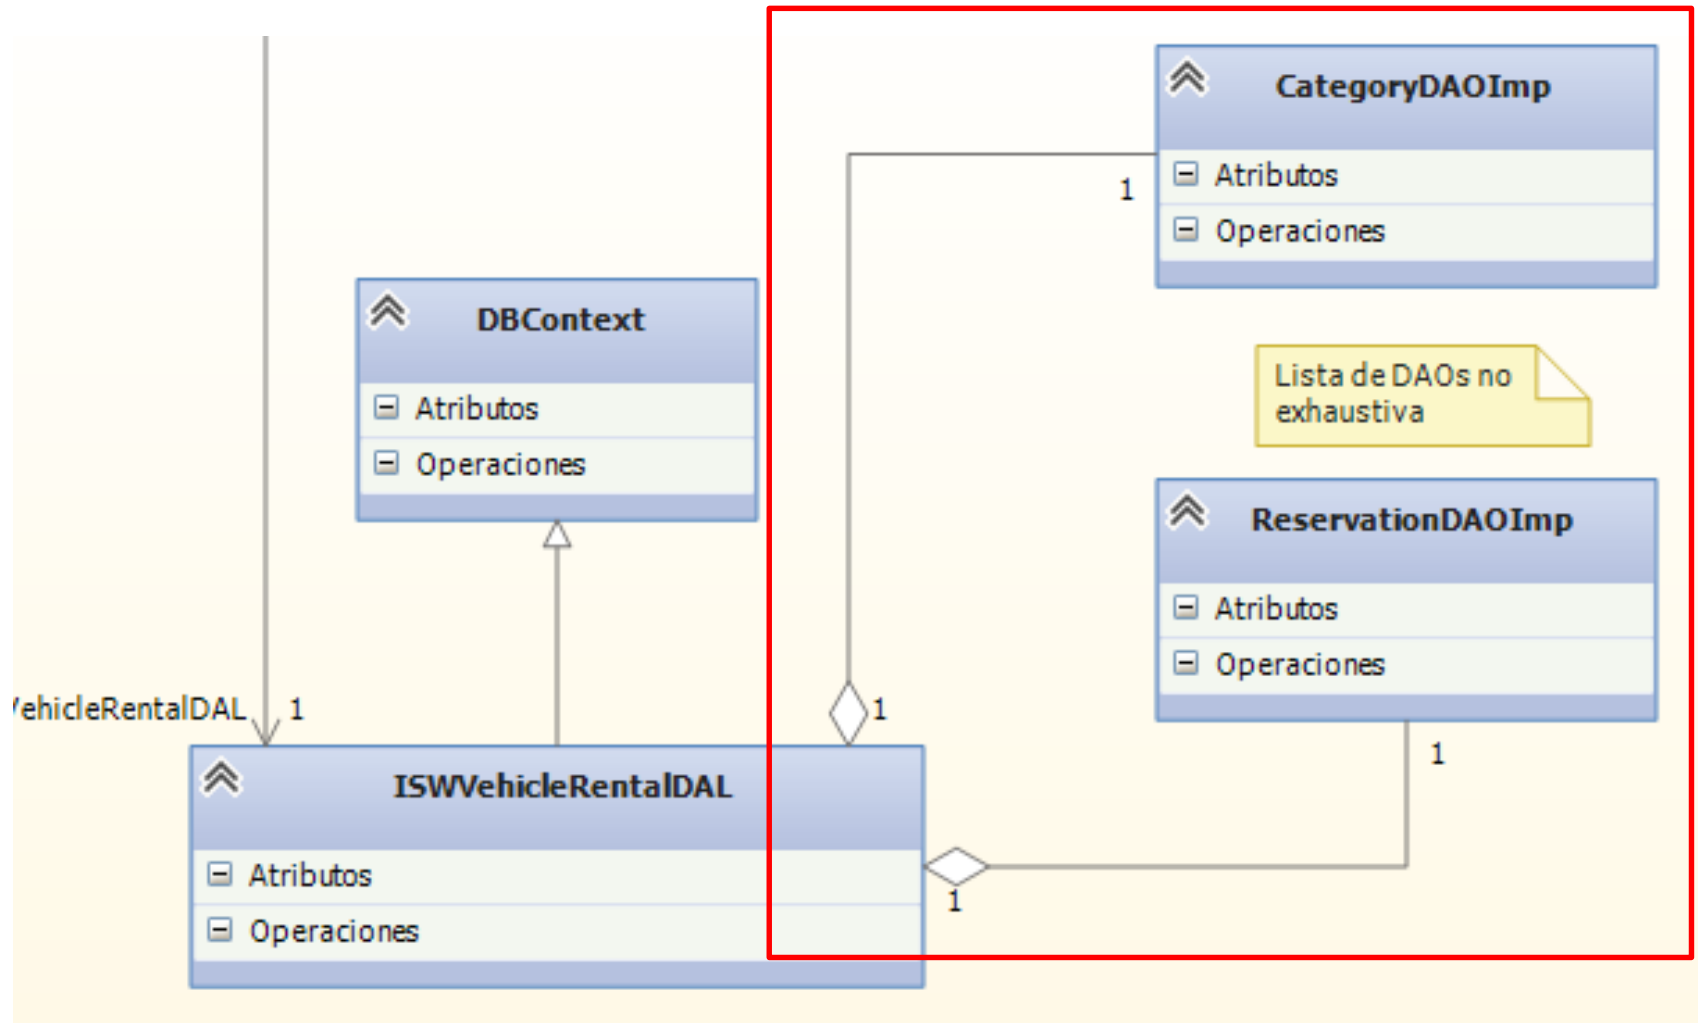 CategoryDAOImp
Atributos
Operaciones
1
DBContext
Atributos
Operaciones
Lista de DAOs no
exhaustiva
ReservationDAOImp
Atributos
Operaciones
ehicleRentalDAL
1
1
1
ISWVehicleRentalDAL
Atributos
Operaciones
1